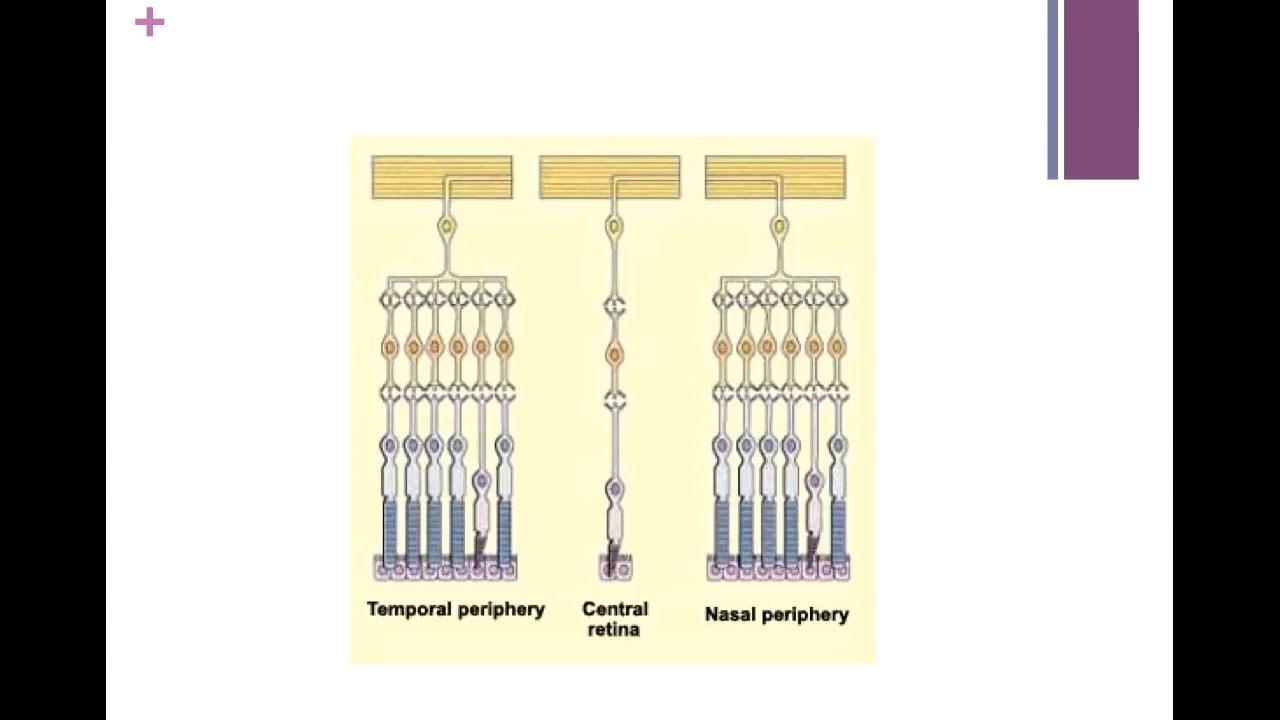 +
Temporal periphery
Central
retina
Nasal periphery